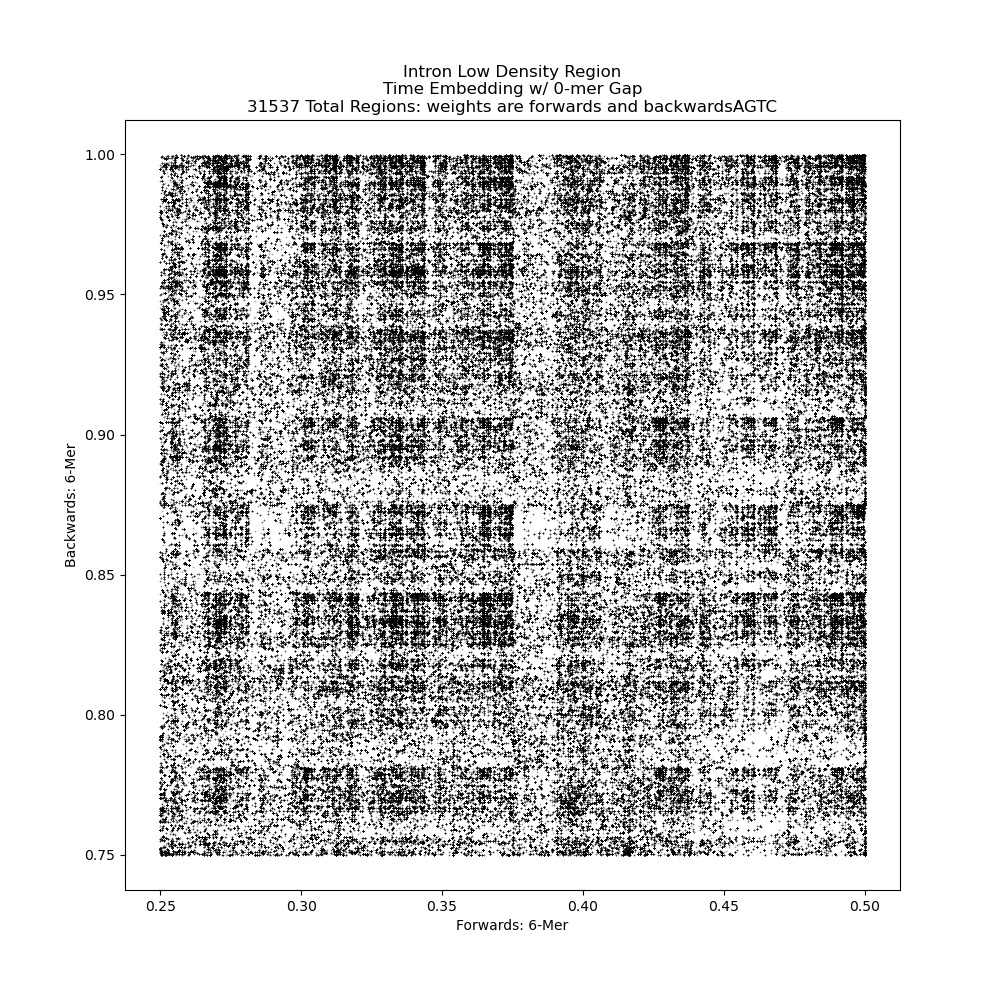 Intron Low Density Region
Time Embedding w/ 0-mer Gap
31537 Total Regions: weights are forwards and backwardsAGTC
1.00
0.95
0.90
0.85
0.80
0.75
Backwards: 6-Mer
0.25
0.30
0.35
0.40
0.45
0.50
Forwards: 6-Mer